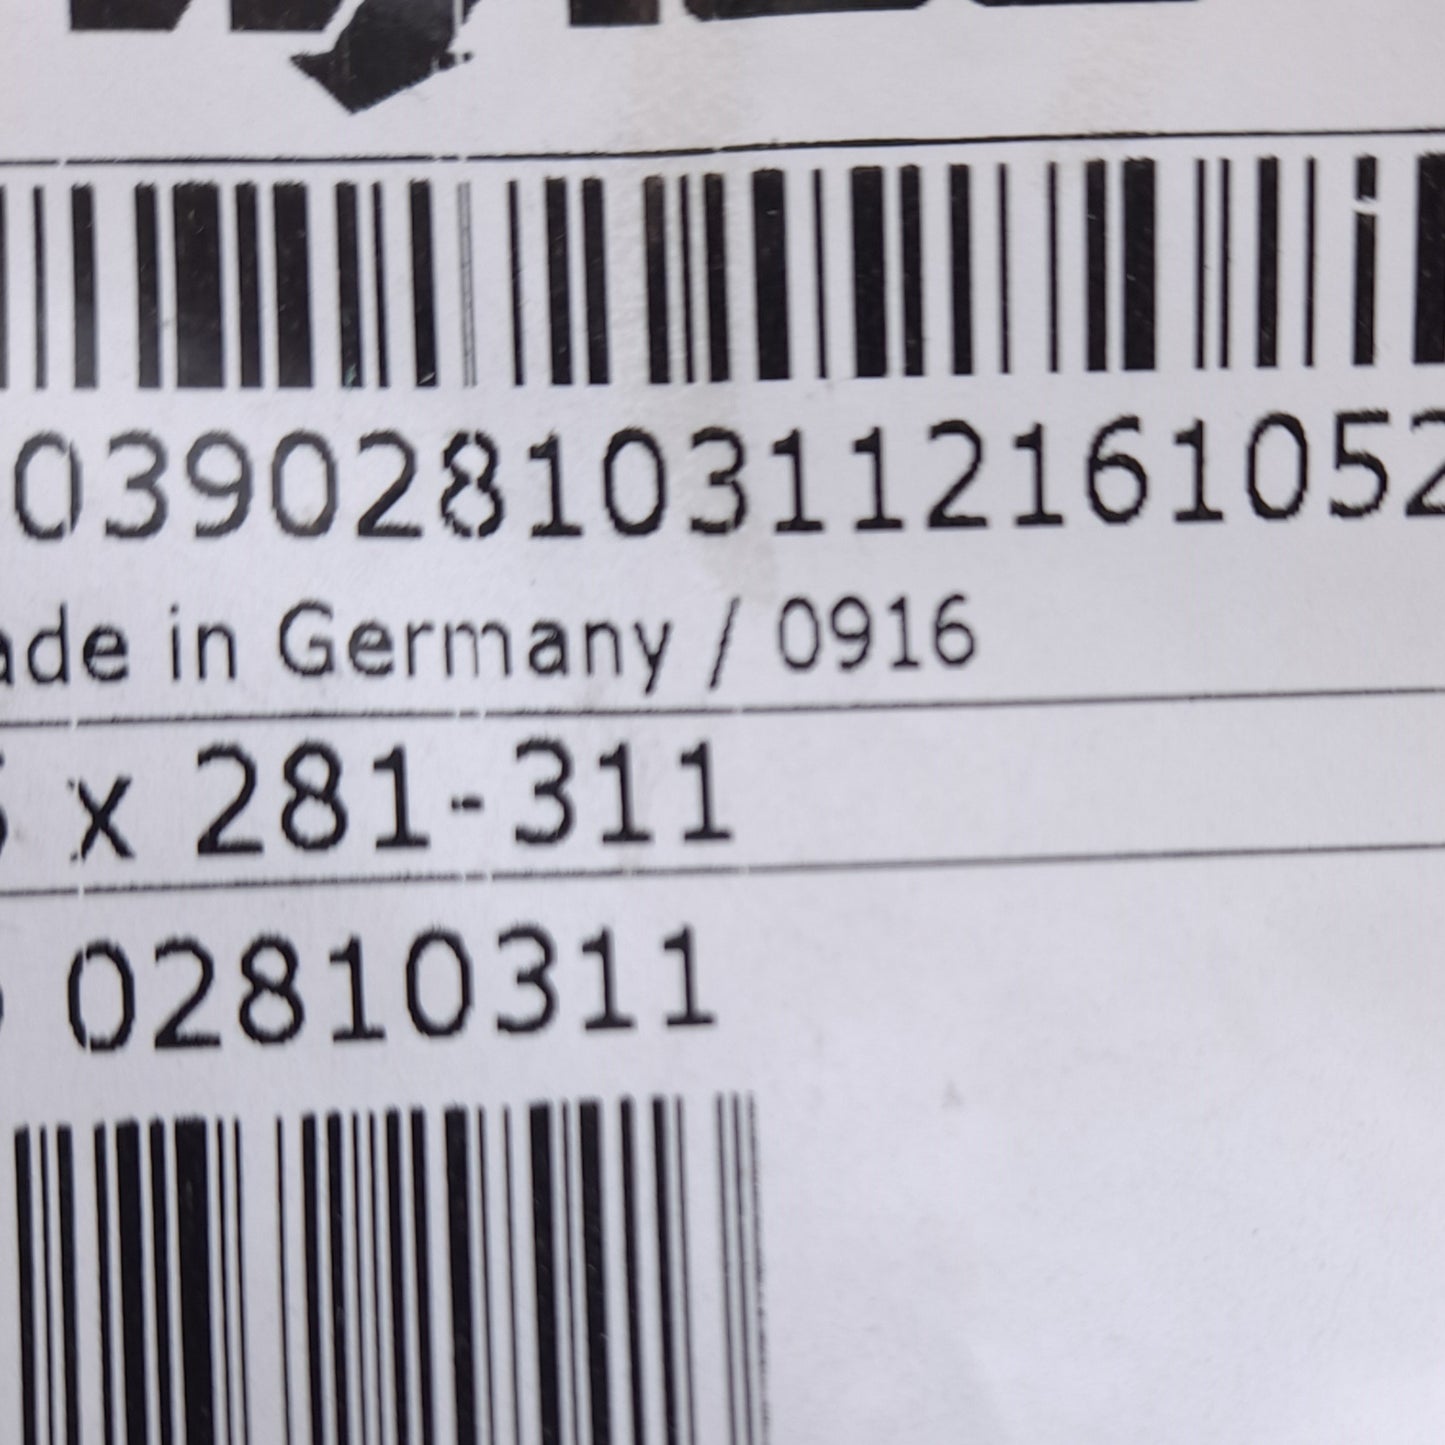 039028103112161052
ade in Germany / 0916
x 281-311
02810311